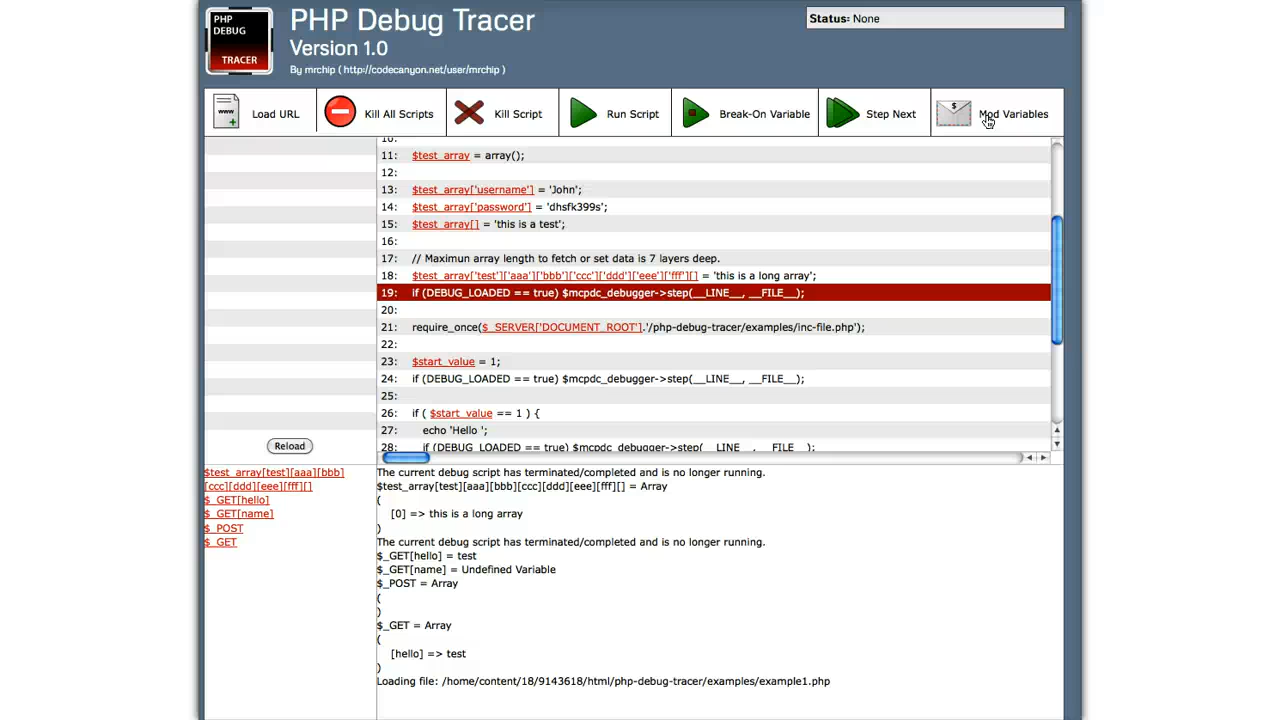 PHP
DEBUG
TRACER
PHP Debug Tracer
Version 1.0
By mrchip ( http://codecanyon.net/user/mrchip )
Status: None
www
Load URL
Kill All Scripts
Kill Script
Run Script
Break-On Variable
Step Next
$
Mod Variables
10:
11: $test_array = array();
12:
13: $test_array['username'] = 'John';
14: $test_array['password'] = 'dhsfk399s';
15: $test_array[] = 'this is a test';
16:
17: // Maximun array length to fetch or set data is 7 layers deep.
18: $test_array['test']['aaa']['bbb']['ccc']['ddd']['eee']['fff'][] = 'this is a long array';
19: if (DEBUG_LOADED == true) $mcpdc_debugger->step(__LINE__, __FILE__);
20:
21: require_once($_SERVER['DOCUMENT_ROOT'].'/php-debug-tracer/examples/inc-file.php');
22:
23: $start_value = 1;
24: if (DEBUG_LOADED == true) $mcpdc_debugger->step(__LINE__, __FILE__);
25:
26: if ( $start_value == 1 ) {
27: echo 'Hello ';
28: if (DEBUG_LOADED == true) $mcpdc_debugger->step(__LINE__, __FILE__);
Reload
$test_array[test][aaa][bbb]
[ccc][ddd][eee][fff][]
$_GET[hello]
$_GET[name]
$_POST
$_GET
The current debug script has terminated/completed and is no longer running.
$test_array[test][aaa][bbb][ccc][ddd][eee][fff][] = Array
(
[0] => this is a long array
)
The current debug script has terminated/completed and is no longer running.
$_GET[hello] = test
$_GET[name] = Undefined Variable
$_POST = Array
(
)
$_GET = Array
(
[hello] => test
)
Loading file: /home/content/18/9143618/html/php-debug-tracer/examples/example1.php